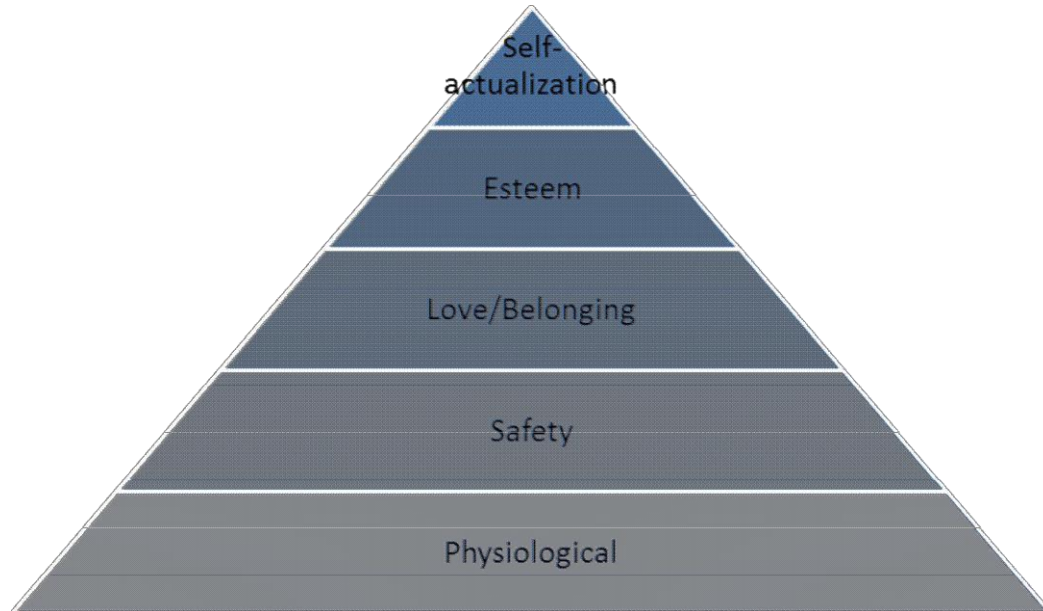 Self-
actualization
Esteem
Love/Belonging
Safety
Physiological